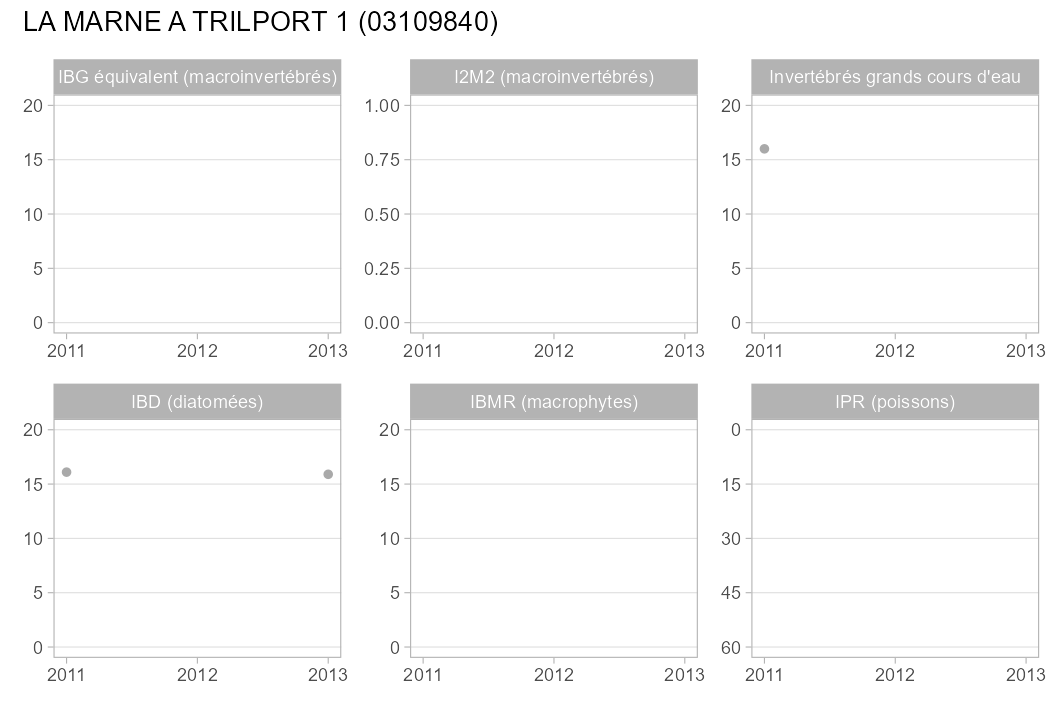 LA MARNE A TRILPORT 1 (03109840)
IBG équivalent (macroinvertébrés)
20
15
10
5
0
2011 2012 2013
I2M2 (macroinvertébrés)
1.00
0.75
0.50
0.25
0.00
2011 2012 2013
Invertébrés grands cours d'eau
20
15
10
5
0
2011 2012 2013
IBD (diatomées)
20
15
10
5
0
2011 2012 2013
IBMR (macrophytes)
20
15
10
5
0
2011 2012 2013
IPR (poissons)
0
15
30
45
60
2011 2012 2013